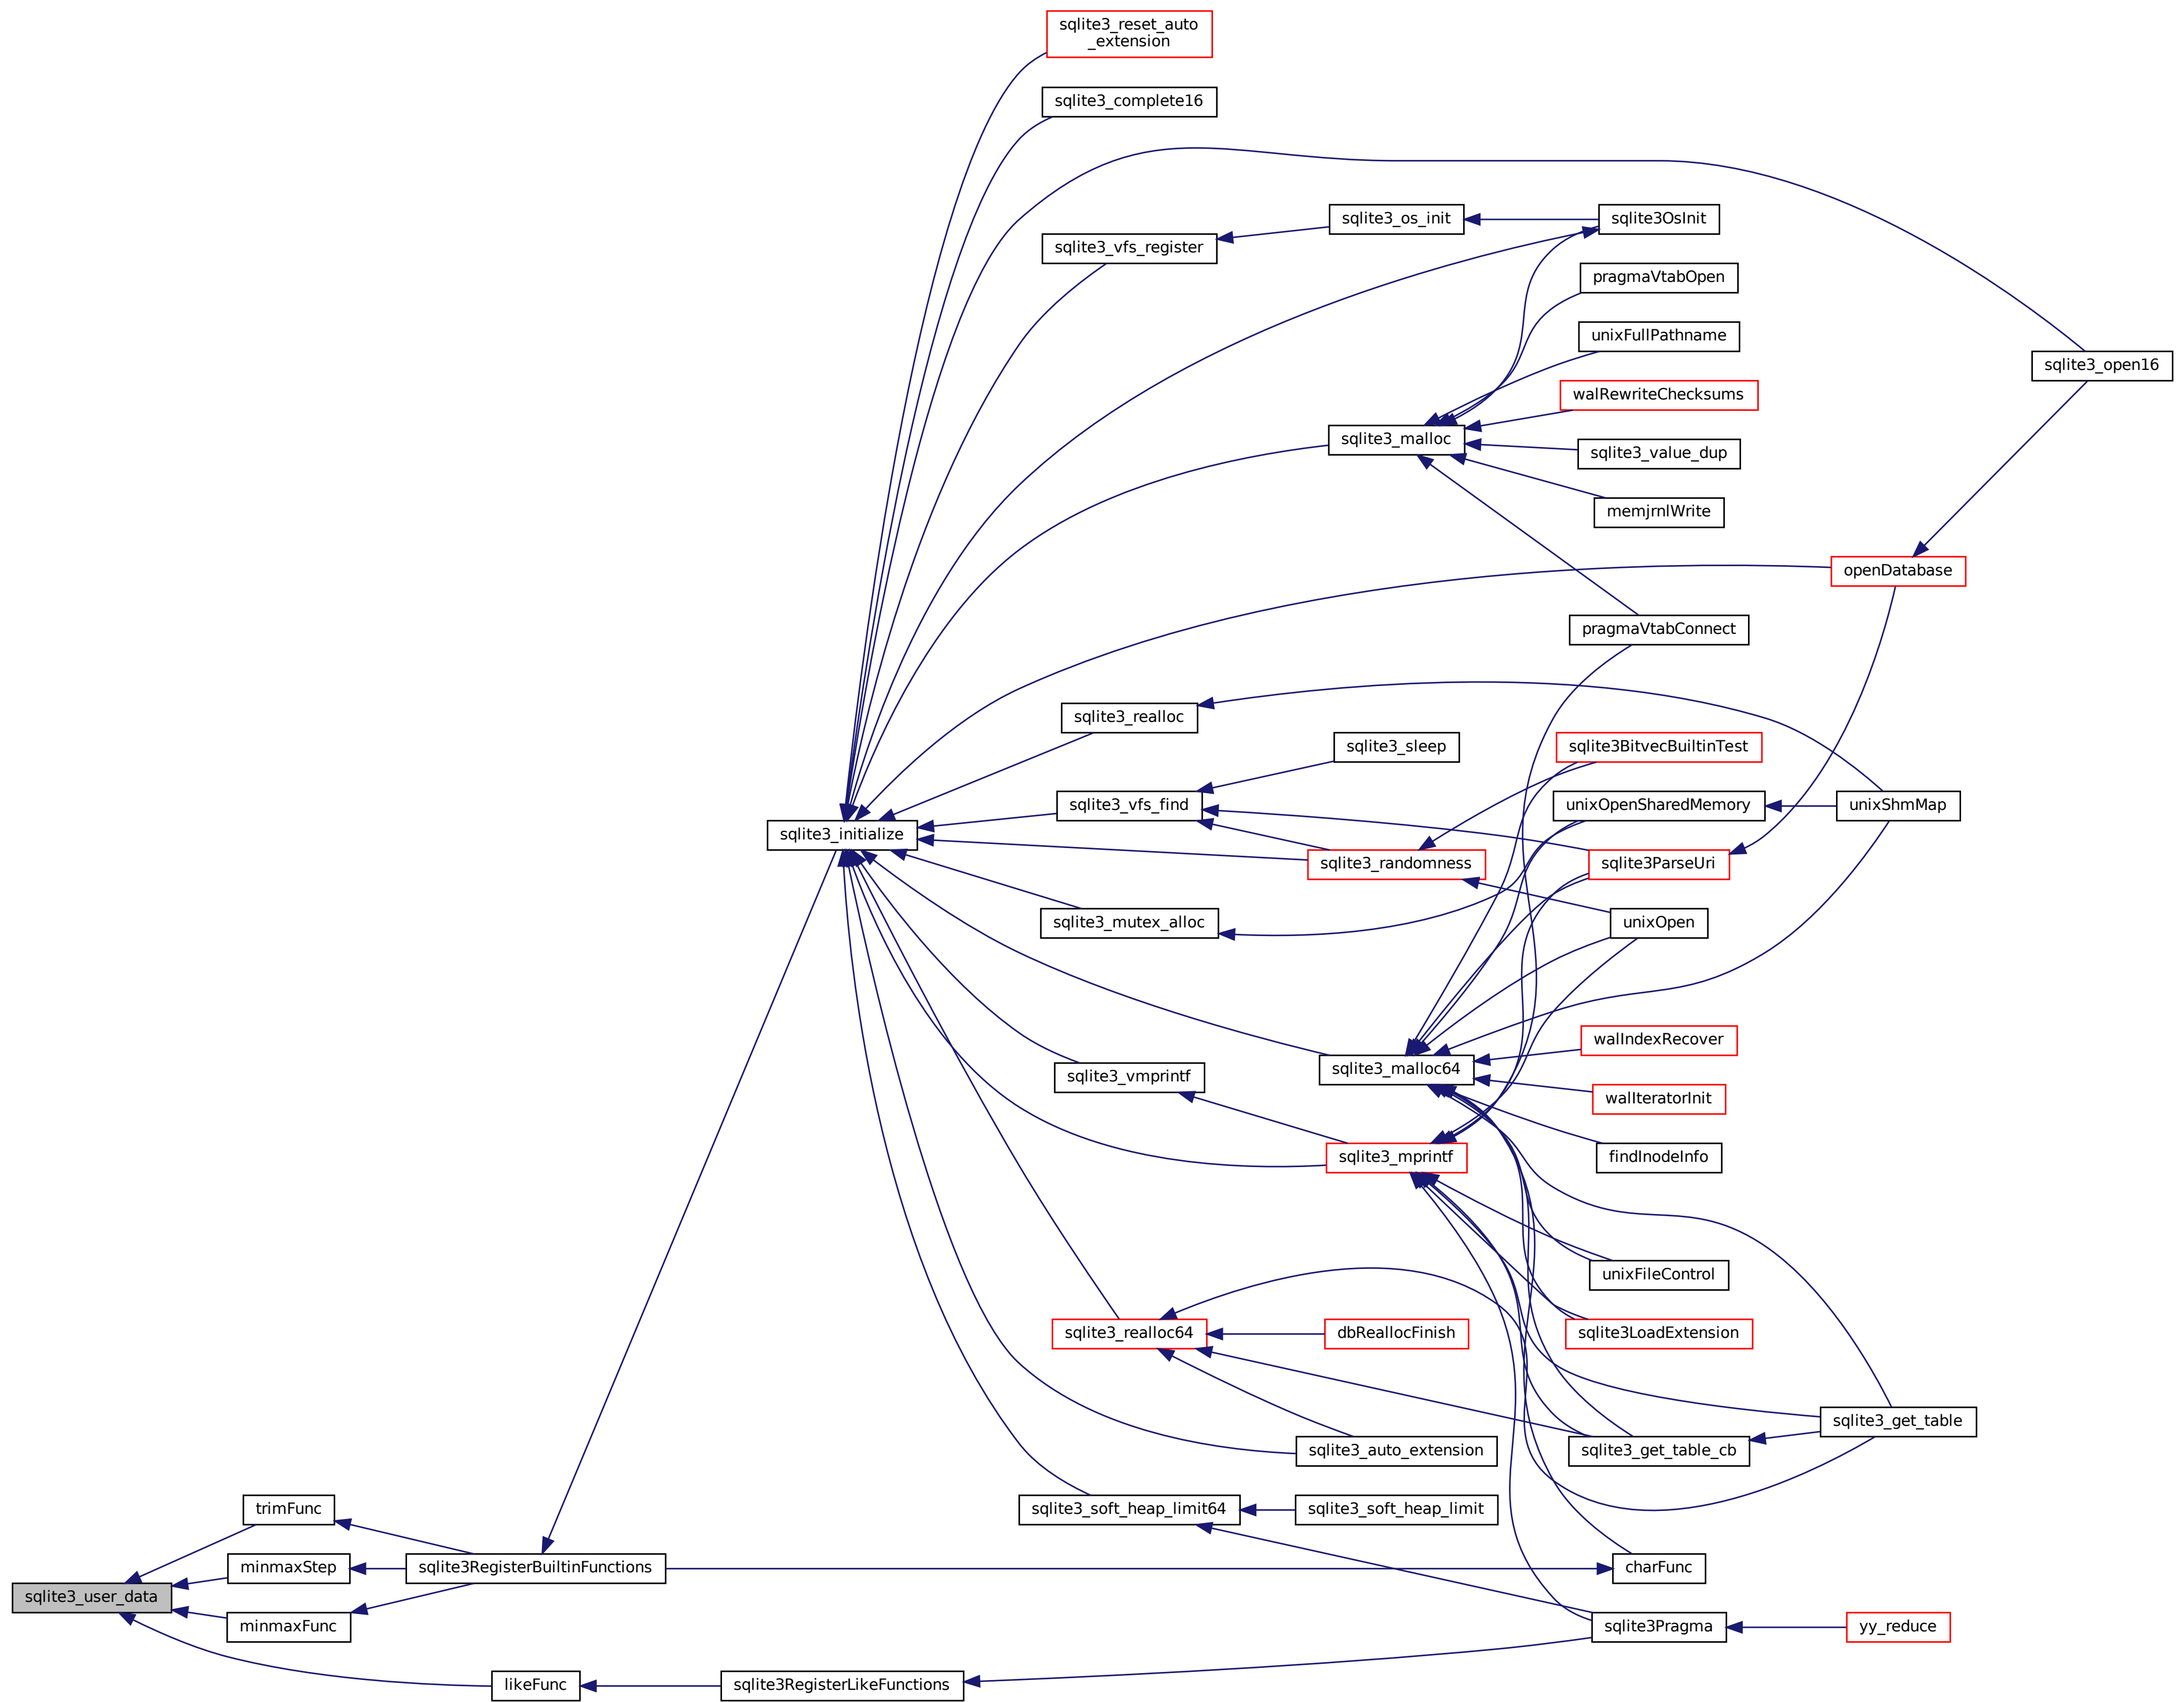 sqlite3_reset_auto
_extension
sqlite3_complete16
sqlite3_os_init
sqlite3OsInit
sqlite3_vfs_register
pragmaVtabOpen
unixFullPathname
sqlite3_open16
walRewriteChecksums
sqlite3_malloc
sqlite3_value_dup
memjrnlWrite
openDatabase
pragmaVtabConnect
sqlite3_realloc
sqlite3_sleep
sqlite3BitvecBuiltinTest
sqlite3_vfs_find
unixOpenSharedMemory
unixShmMap
sqlite3_initialize
sqlite3_randomness
sqlite3ParseUri
sqlite3_mutex_alloc
unixOpen
walIndexRecover
sqlite3_malloc64
sqlite3_vmprintf
walIteratorInit
sqlite3_mprintf
findInodeInfo
unixFileControl
sqlite3_realloc64
dbReallocFinish
sqlite3LoadExtension
sqlite3_get_table
sqlite3_auto_extension
sqlite3_get_table_cb
trimFunc
sqlite3_soft_heap_limit64
sqlite3_soft_heap_limit
minmaxStep
sqlite3RegisterBuiltinFunctions
charFunc
sqlite3_user_data
minmaxFunc
sqlite3Pragma
yy_reduce
likeFunc
sqlite3RegisterLikeFunctions